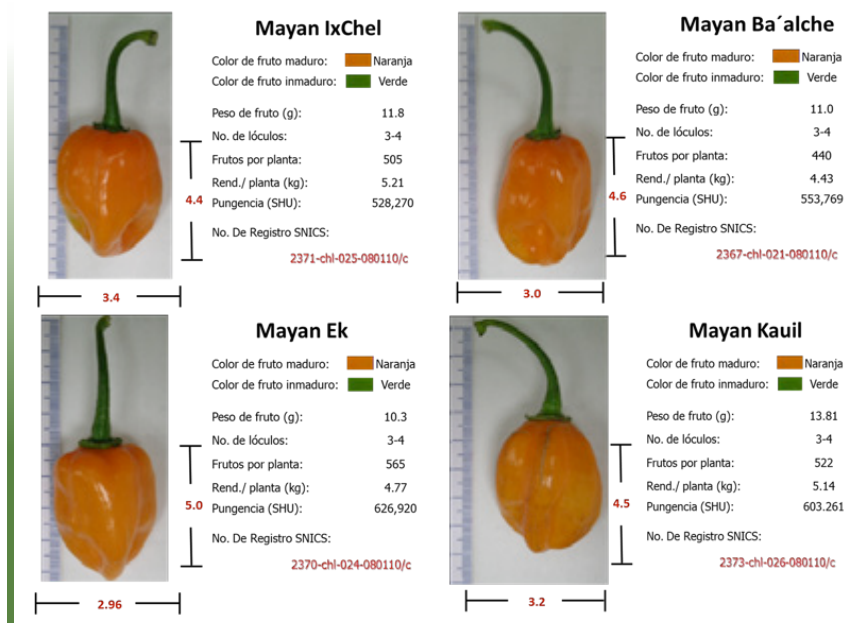 Mayan IxChel
Color de fruto maduro: Naranja
Color de fruto inmaduro: Verde
Peso de fruto (g): 11.8
No. de lóculos: 3-4
Frutos por planta: 505
Rend./ planta (kg): 5.21
Pungencia (SHU): 528,270
No. De Registro SNICS:
2371-chl-025-080110/c
4.4
3.4
Mayan Ba´alche
Color de fruto maduro: Naranja
Color de fruto inmaduro: Verde
Peso de fruto (g): 11.0
No. de lóculos: 3-4
Frutos por planta: 440
Rend./ planta (kg): 4.43
Pungencia (SHU): 553,769
No. De Registro SNICS:
2367-chl-021-080110/c
4.6
3.0
Mayan Ek
Color de fruto maduro: Naranja
Color de fruto inmaduro: Verde
Peso de fruto (g): 10.3
No. de lóculos: 3-4
Frutos por planta: 565
Rend./ planta (kg): 4.77
Pungencia (SHU): 626,920
No. De Registro SNICS:
2370-chl-024-080110/c
5.0
2.96
Mayan Kauil
Color de fruto maduro: Naranja
Color de fruto inmaduro: Verde
Peso de fruto (g): 13.81
No. de lóculos: 3-4
Frutos por planta: 522
Rend./ planta (kg): 5.14
Pungencia (SHU): 603.261
No. De Registro SNICS:
2373-chl-026-080110/c
4.5
3.2